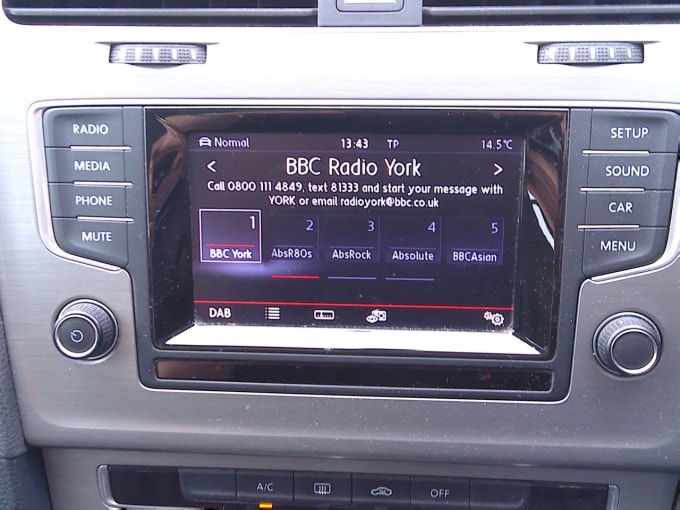 RADIO
MEDIA
PHONE
MUTE
Normal 13:43 TP 14.5°C
< BBC Radio York >
Call 0800 111 4849, text 81333 and start your message with
YORK or email radioyork@bbc.co.uk
1 2 3 4 5
BBC York AbsR80s AbsRock Absolute BBCAsian
DAB
SETUP
SOUND
CAR
MENU
A/C OFF